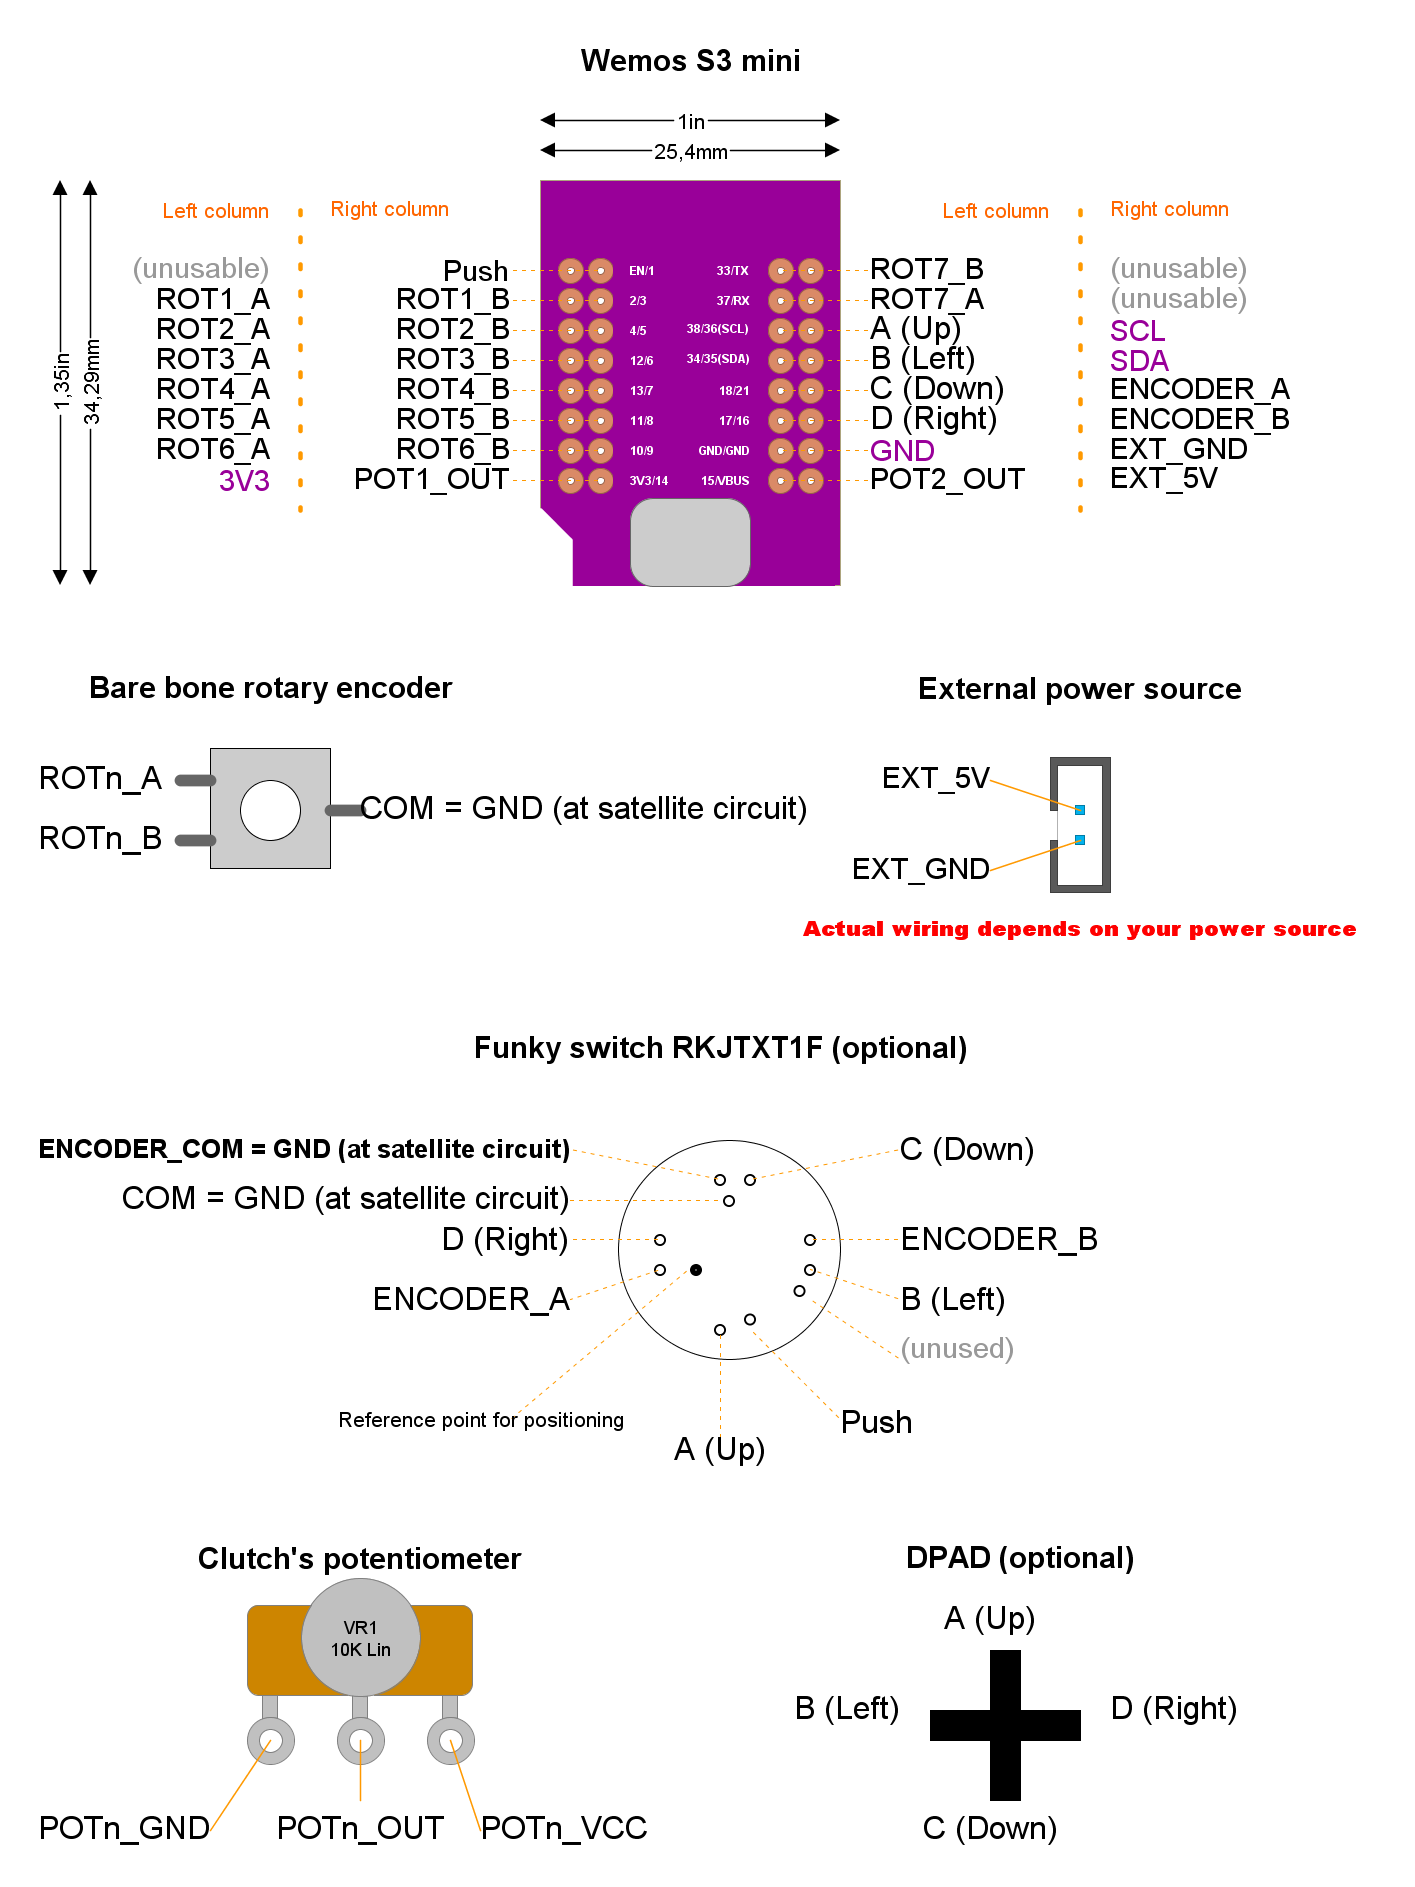 Wemos S3 mini
1in
25,4mm
1,35in
34,29mm
Left column
Right column
Left column
Right column
(unusable) Push EN/1 33/TX ROT7_B (unusable)
ROT1_A ROT1_B 2/3 37/RX ROT7_A (unusable)
ROT2_A ROT2_B 4/5 38/36(SCL) A (Up) SCL
ROT3_A ROT3_B 12/6 34/35(SDA) B (Left) SDA
ROT4_A ROT4_B 13/7 18/21 C (Down) ENCODER_A
ROT5_A ROT5_B 11/8 17/16 D (Right) ENCODER_B
ROT6_A ROT6_B 10/9 GND/GND GND EXT_GND
3V3 POT1_OUT 3V3/14 15/VBUS POT2_OUT EXT_5V
Bare bone rotary encoder
ROTn_A
COM = GND (at satellite circuit)
ROTn_B
External power source
EXT_5V
EXT_GND
Actual wiring depends on your power source
Funky switch RKJTXT1F (optional)
ENCODER_COM = GND (at satellite circuit)
C (Down)
COM = GND (at satellite circuit)
D (Right)
ENCODER_B
ENCODER_A
B (Left)
(unused)
Reference point for positioning
Push
A (Up)
Clutch's potentiometer
VR1
10K Lin
POTn_GND
POTn_OUT
POTn_VCC
DPAD (optional)
A (Up)
B (Left)
D (Right)
C (Down)